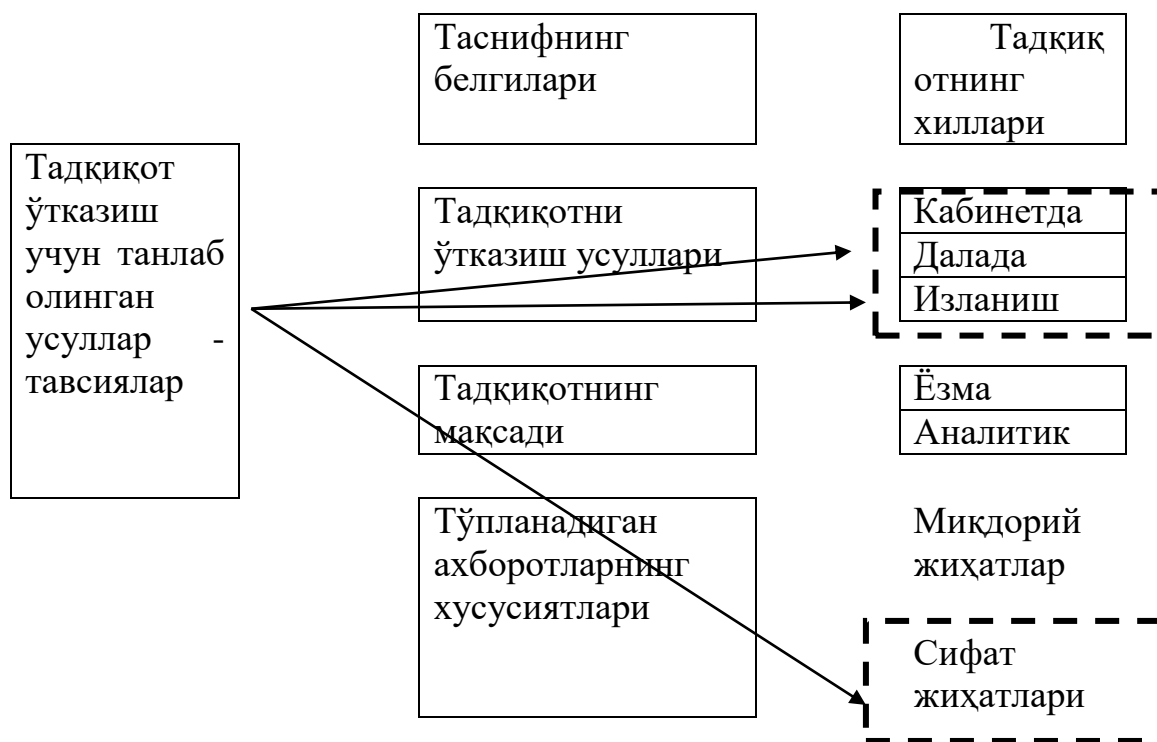 Таснифнинг
белгилари
Тадқиқ
отнинг
хиллари
Тадқиқот
ўтказиш
учун танлаб
олинган
усуллар -
тавсиялар
Тадқиқотни
ўтказиш усуллари
Кабинетда
Далада
Изланиш
Тадқиқотнинг
мақсади
Ёзма
Аналитик
Тўпланадиган
ахборотларнинг
хусусиятлари
Миқдорий
жиҳатлар
Сифат
жиҳатлари